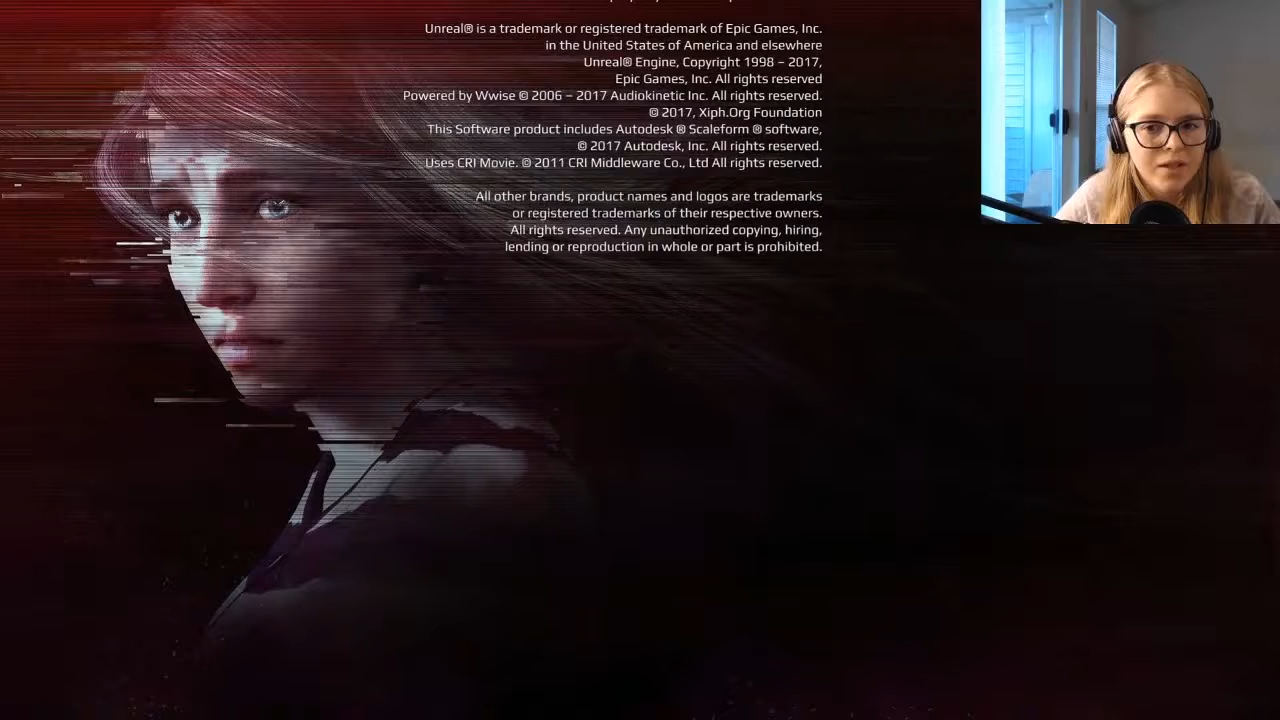 Unreal® is a trademark or registered trademark of Epic Games, Inc.
in the United States of America and elsewhere
Unreal® Engine, Copyright 1998 – 2017,
Epic Games, Inc. All rights reserved
Powered by Wwise © 2006 – 2017 Audiokinetic Inc. All rights reserved.
© 2017, Xiph.Org Foundation
This Software product includes Autodesk ® Scaleform ® software,
© 2017 Autodesk, Inc. All rights reserved.
Uses CRI Movie. © 2011 CRI Middleware Co., Ltd All rights reserved.
All other brands, product names and logos are trademarks
or registered trademarks of their respective owners.
All rights reserved. Any unauthorized copying, hiring,
lending or reproduction in whole or part is prohibited.